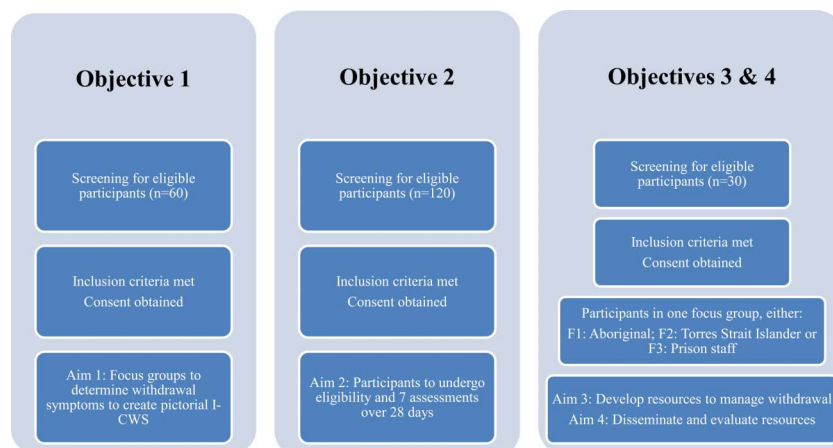 Objective 1
Screening for eligible
participants (n=60)
Inclusion criteria met
Consent obtained
Aim 1: Focus groups to
determine withdrawal
symptoms to create pictorial I-
CWS
Objective 2
Screening for eligible
participants (n=120)
Inclusion criteria met
Consent obtained
Aim 2: Participants to undergo
eligibility and 7 assessments
over 28 days
Objectives 3 & 4
Screening for eligible
participants (n=30)
Inclusion criteria met
Consent obtained
Participants in one focus group, either:
F1: Aboriginal; F2: Torres Strait Islander or
F3: Prison staff
Aim 3: Develop resources to manage withdrawal
Aim 4: Disseminate and evaluate resources